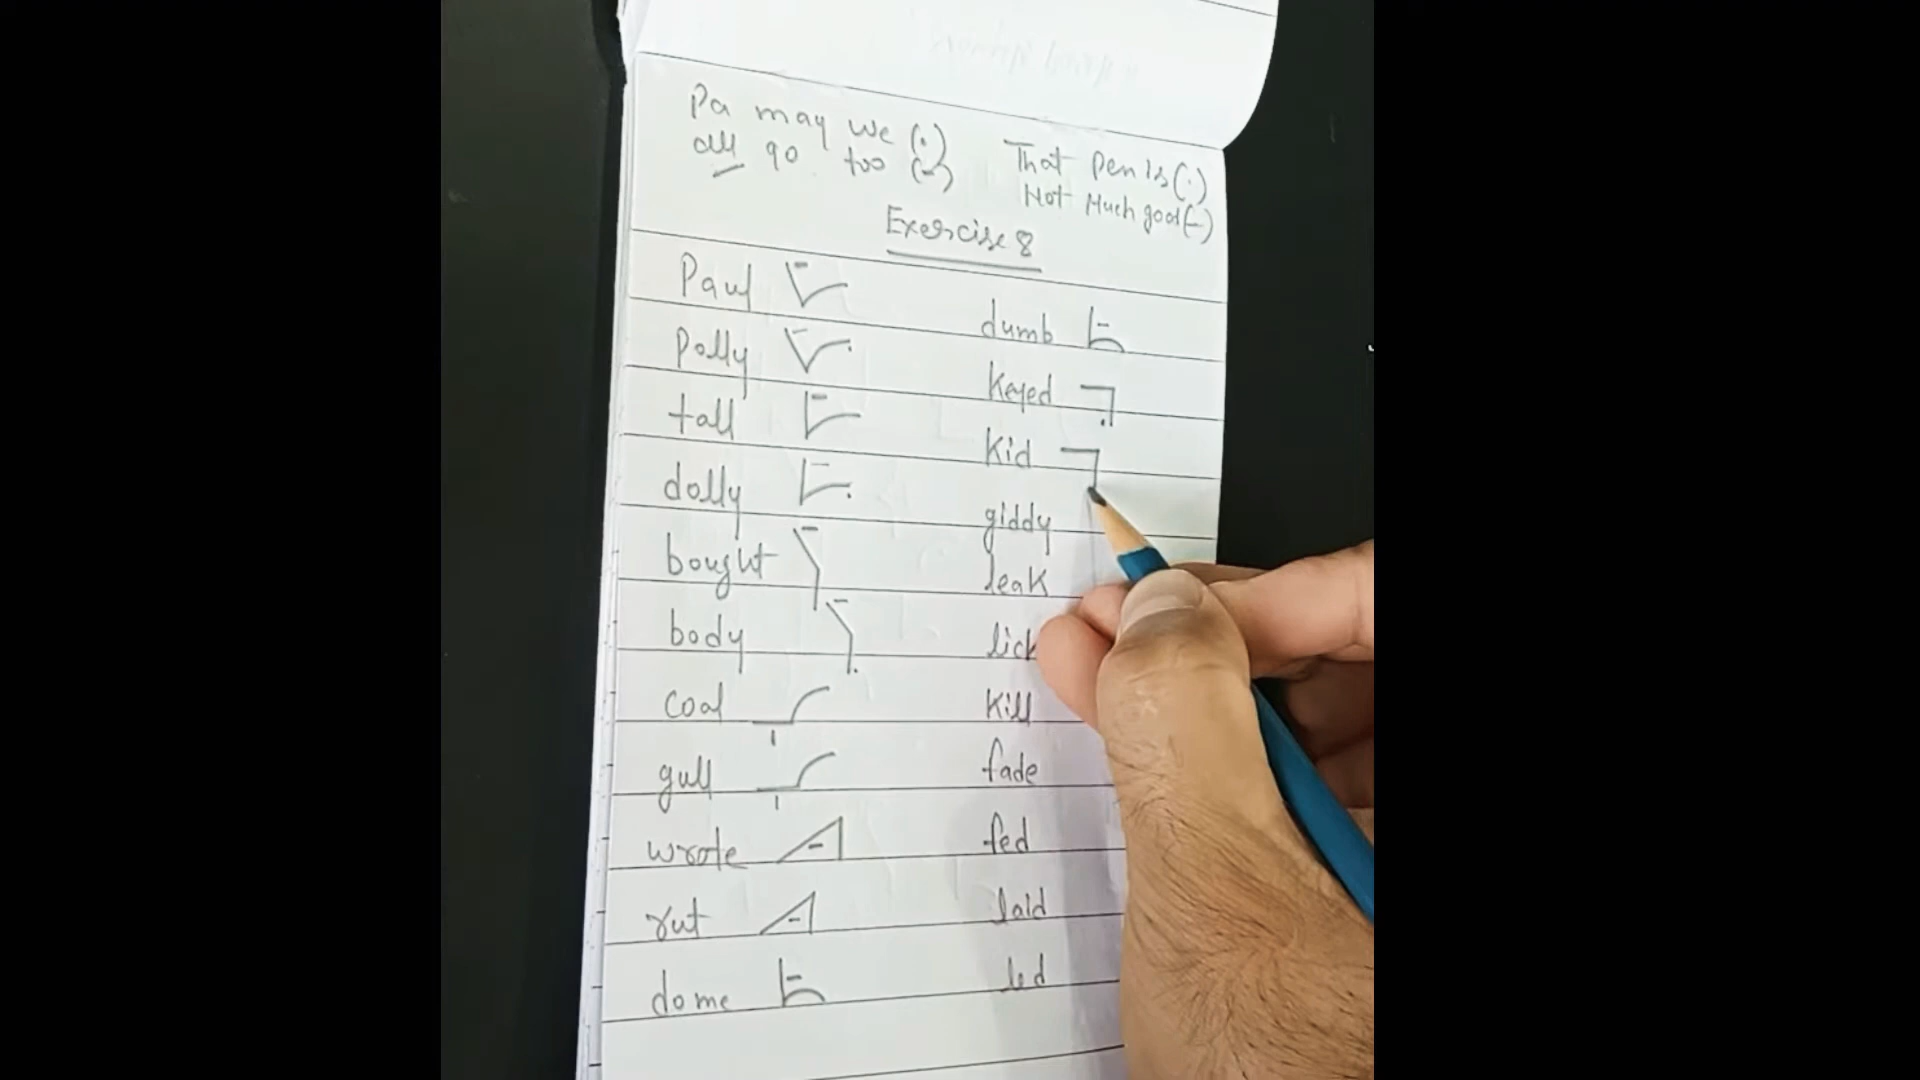 Pa may we (.)
all go too (-)
That pen is (.)
Not Much good (-)
Exercise 8
Paul
Polly
tall
dolly
bought
body
coal
gull
wrote
rut
dome
dumb
Keyed
Kid
giddy
leak
lick
Kill
fade
fed
laid
led